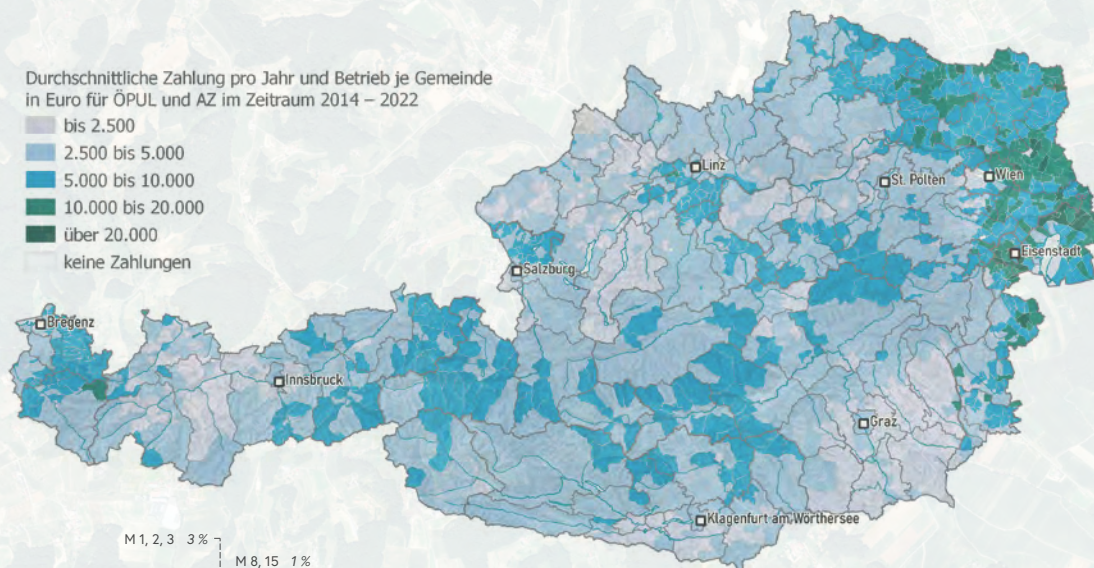 Durchschnittliche Zahlung pro Jahr und Betrieb je Gemeinde
in Euro für ÖPUL und AZ im Zeitraum 2014 – 2022
bis 2.500
2.500 bis 5.000
5.000 bis 10.000
10.000 bis 20.000
über 20.000
keine Zahlungen
Linz
St. Pölten
Wien
Eisenstadt
Salzburg
Bregenz
Innsbruck
Graz
Klagenfurt am Wörthersee
M 1, 2, 3 3 %
M 8, 15 1 %